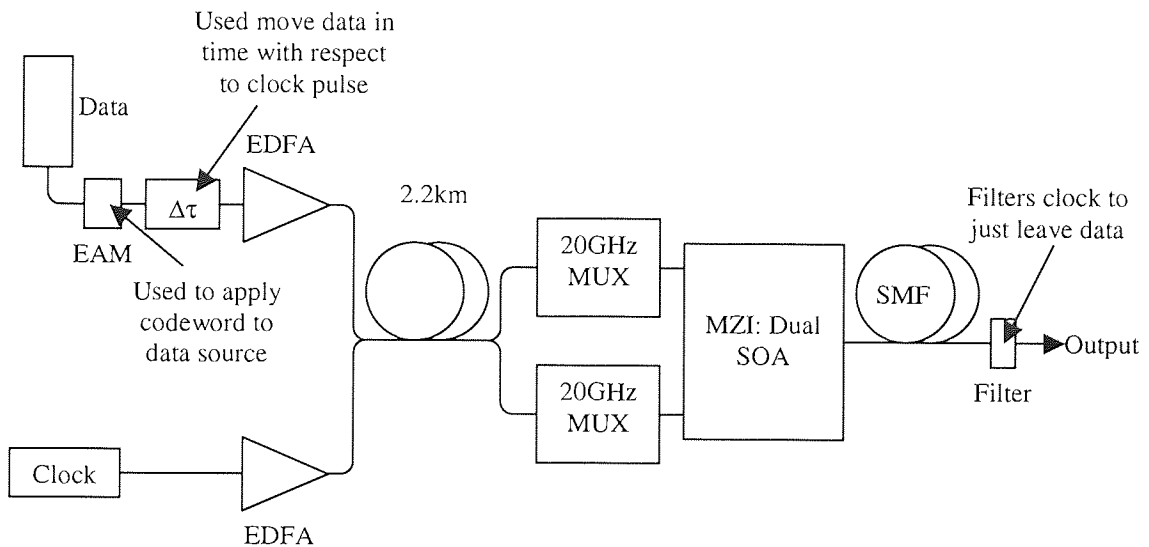 Used move data in
time with respect
to clock pulse
Data
EDFA
Δτ
EAM
Used to apply
codeword to
data source
2.2km
20GHz
MUX
20GHz
MUX
MZI: Dual
SOA
SMF
Filters clock to
just leave data
Output
Filter
Clock
EDFA